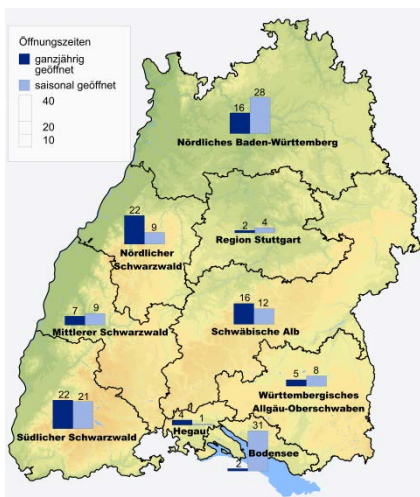 Öffnungszeiten
ganzjährig
geöffnet
saisonal geöffnet
40
20
10
16 28
Nördliches Baden-Württemberg
22 9
Nördlicher
Schwarzwald
2 4
Region Stuttgart
7 9
Mittlerer Schwarzwald
16 12
Schwäbische Alb
5 8
Württembergisches
Allgäu-Oberschwaben
22 21
Südlicher Schwarzwald
4 1
Hegau
31
Bodensee
2